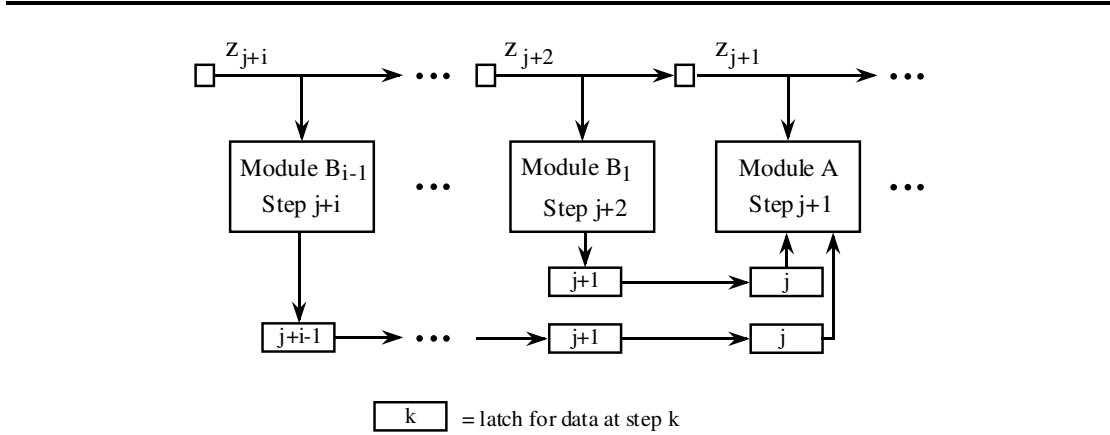 z j+i
z j+2
z j+1
Module B i-1
Step j+i
Module B 1
Step j+2
Module A
Step j+1
j+1
j
j+i-1
j+1
j
k = latch for data at step k